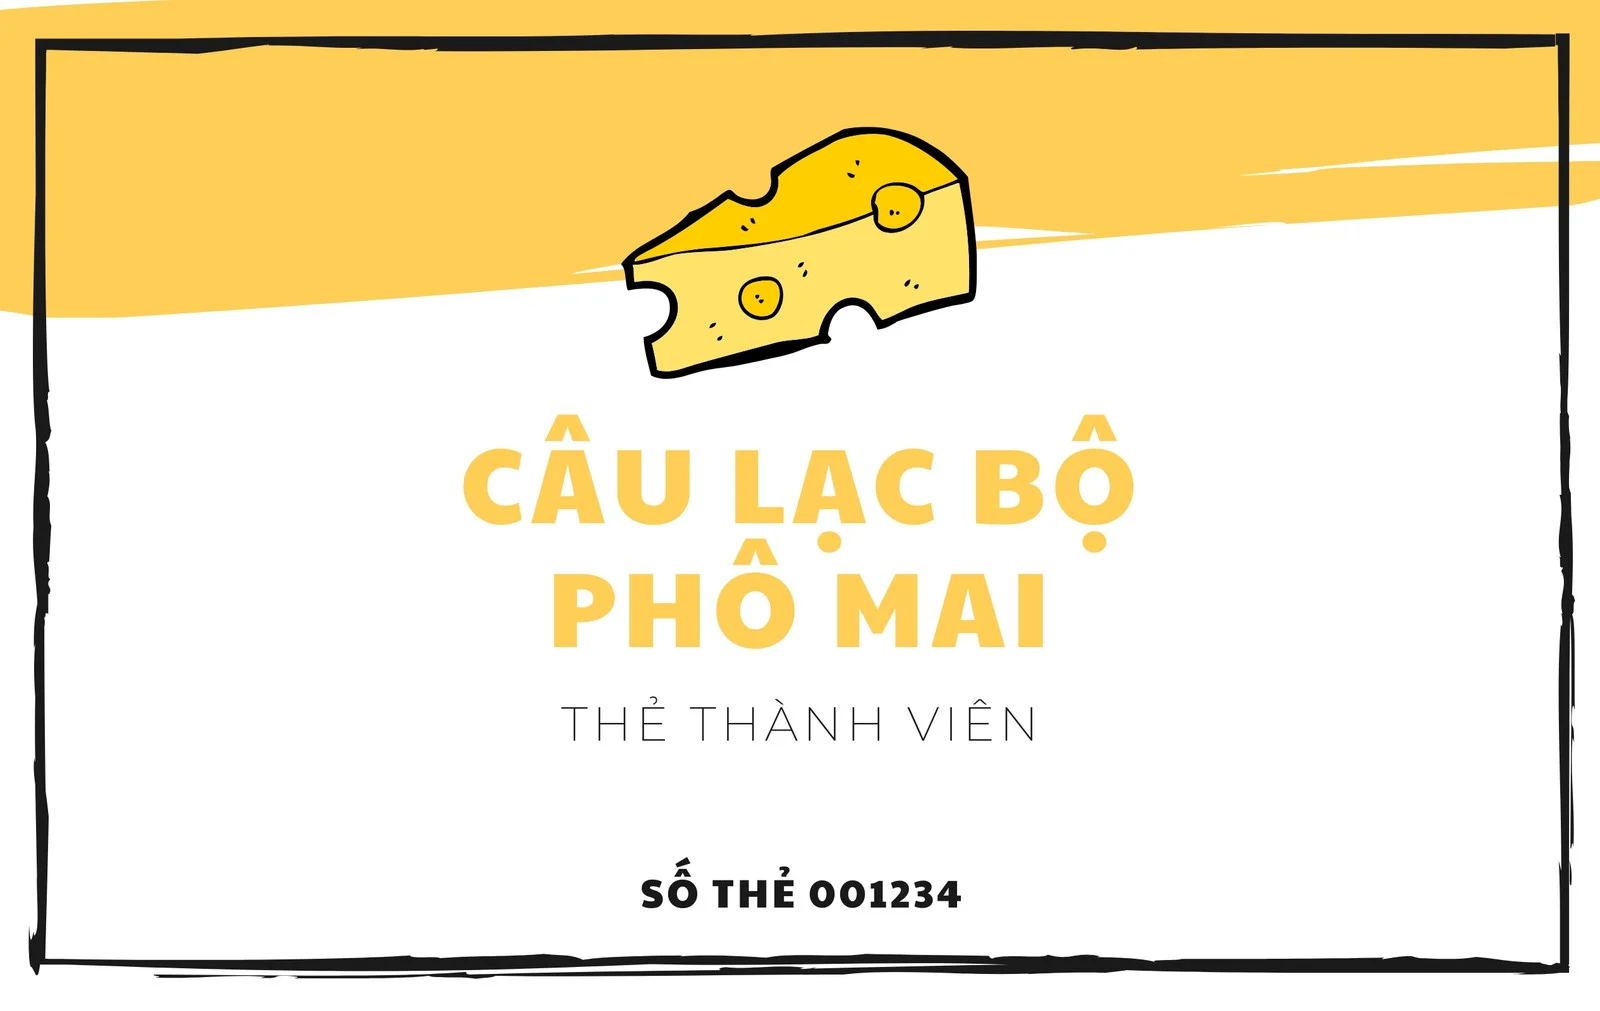 CÂU LẠC BỘ
PHÔ MAI
THẺ THÀNH VIÊN
SỐ THẺ 001234